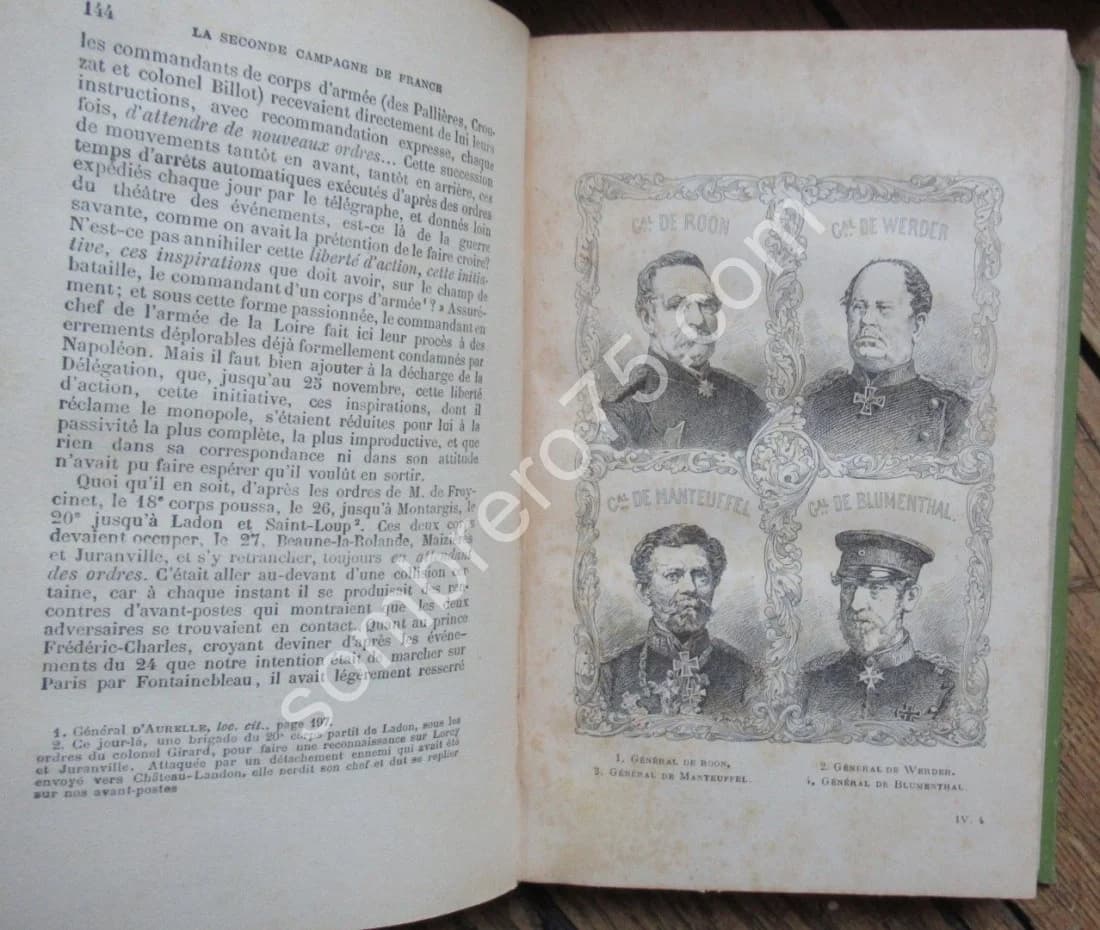 144
LA SECONDE CAMPAGNE DE FRANCE
les commandants de corps d'armée (des Pallières, Crou-
zat et colonel Billot) recevaient directement de lui leurs
instructions, avec recommandation expresse, chaque
fois, d'attendre de nouveaux ordres... Cette succession
de mouvements tantôt en avant, tantôt en arrière, ces
temps d'arrêts automatiques exécutés d'après des ordres
expédiés chaque jour par le télégraphe, et donnés loin
du théâtre des événements, est-ce là de la guerre
savante, comme on avait la prétention de le faire croire?
N'est-ce pas annihiler cette liberté d'action, cette initia-
tive, ces inspirations que doit avoir, sur le champ de
bataille, le commandant d'un corps d'armée¹? » Assuré-
ment; et sous cette forme passionnée, le commandant en
chef de l'armée de la Loire fait ici leur procès à des
errements déplorables déjà formellement condamnés par
Napoléon. Mais il faut bien ajouter à la décharge de la
Délégation, que, jusqu'au 25 novembre, cette liberté
d'action, cette initiative, ces inspirations, dont il
réclame le monopole, s'étaient réduites pour lui à la
passivité la plus complète, la plus improductive, et que
rien dans sa correspondance ni dans son attitude
n'avait pu faire espérer qu'il voulût en sortir.
Quoi qu'il en soit, d'après les ordres de M. de Frey-
cinet, le 18e corps poussa, le 26, jusqu'à Montargis, le
20e jusqu'à Ladon et Saint-Loup². Ces deux corps
devaient occuper, le 27, Beaune-la-Rolande, Maizières
et Juranville, et s'y retrancher, toujours en attendant
des ordres. C'était aller au-devant d'une collision cer-
taine, car à chaque instant il se produisait des ren-
contres d'avant-postes qui montraient que les deux
adversaires se trouvaient en contact. Quant au prince
Frédéric-Charles, croyant deviner d'après les événe-
ments du 24 que notre intention était de marcher sur
Paris par Fontainebleau, il avait légèrement resserré
1. Général D'AURELLE, loc. cit., page 197.
2. Ce jour-là, une brigade du 20e corps partit de Ladon, sous les
ordres du colonel Girard, pour faire une reconnaissance sur Lorcy
et Juranville. Attaquée par un détachement ennemi qui avait été
envoyé vers Château-Landon, elle perdit son chef et dut se replier
sur nos avant-postes
GAL DE ROON
GAL DE WERDER
GAL DE MANTEUFFEL
GAL DE BLUMENTHAL.
1. GÉNÉRAL DE ROON,
2. GÉNÉRAL DE WERDER.
3. GÉNÉRAL DE MANTEUFFEL
4. GÉNÉRAL DE BLUMENTHAL
IV. 4
sombrero75.com